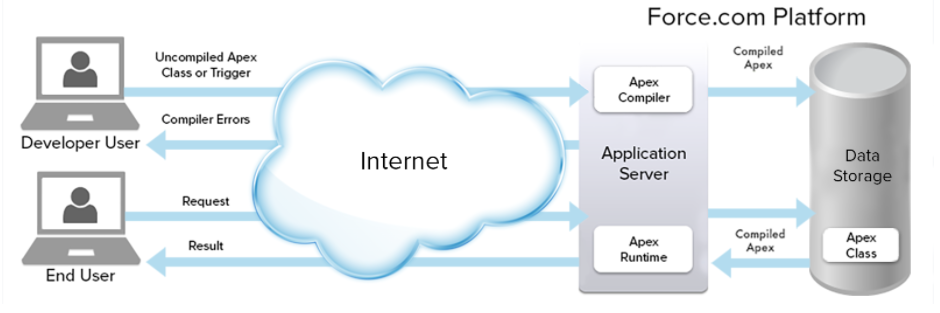 Force.com Platform
Uncompiled Apex
Class or Trigger
Compiler Errors
Developer User
Request
Result
End User
Internet
Apex
Compiler
Application
Server
Apex
Runtime
Compiled
Apex
Compiled
Apex
Data
Storage
Apex
Class